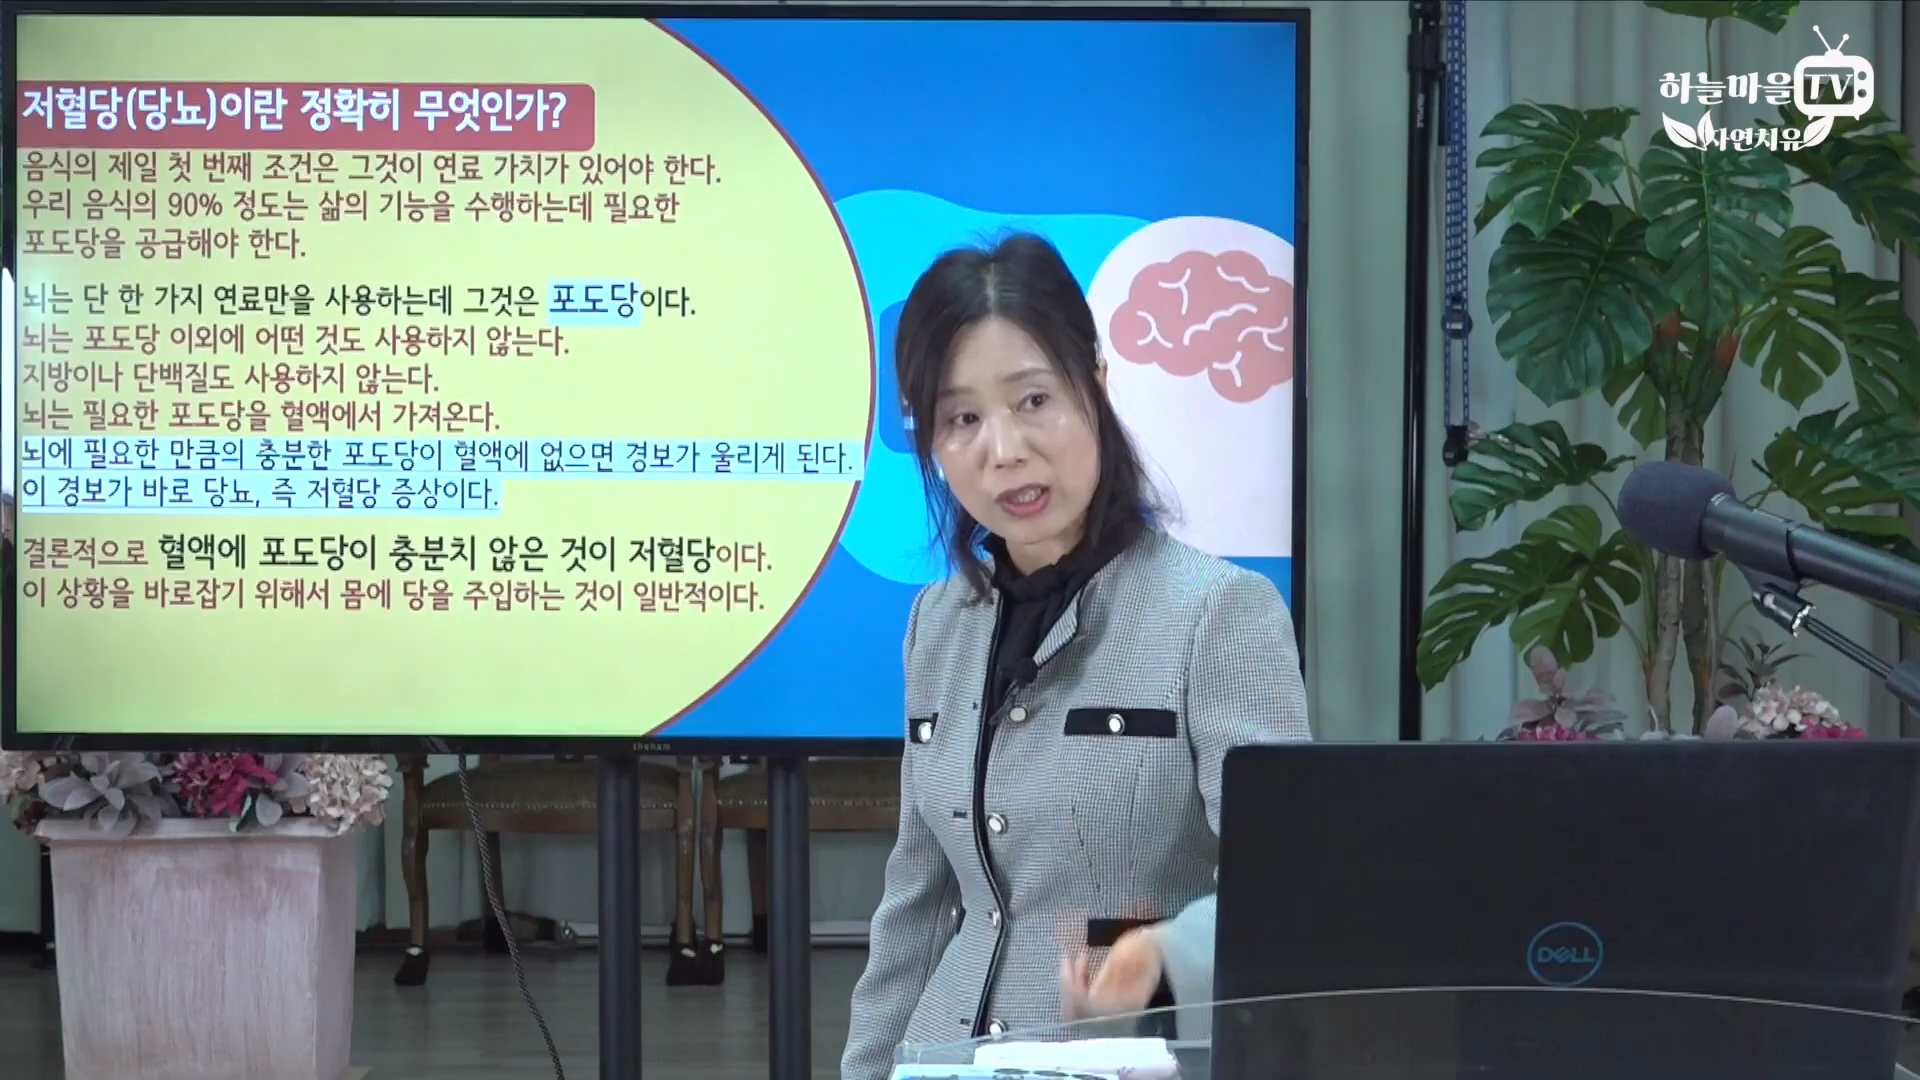 저혈당(당뇨)이란 정확히 무엇인가?
음식의 제일 첫 번째 조건은 그것이 연료 가치가 있어야 한다.
우리 음식의 90% 정도는 삶의 기능을 수행하는데 필요한
포도당을 공급해야 한다.
뇌는 단 한 가지 연료만을 사용하는데 그것은 포도당이다.
뇌는 포도당 이외에 어떤 것도 사용하지 않는다.
지방이나 단백질도 사용하지 않는다.
뇌는 필요한 포도당을 혈액에서 가져온다.
뇌에 필요한 만큼의 충분한 포도당이 혈액에 없으면 경보가 울리게 된다.
이 경보가 바로 당뇨, 즉 저혈당 증상이다.
결론적으로 혈액에 포도당이 충분치 않은 것이 저혈당이다.
이 상황을 바로잡기 위해서 몸에 당을 주입하는 것이 일반적이다.
하늘마을TV
자연치유
theham
DELL